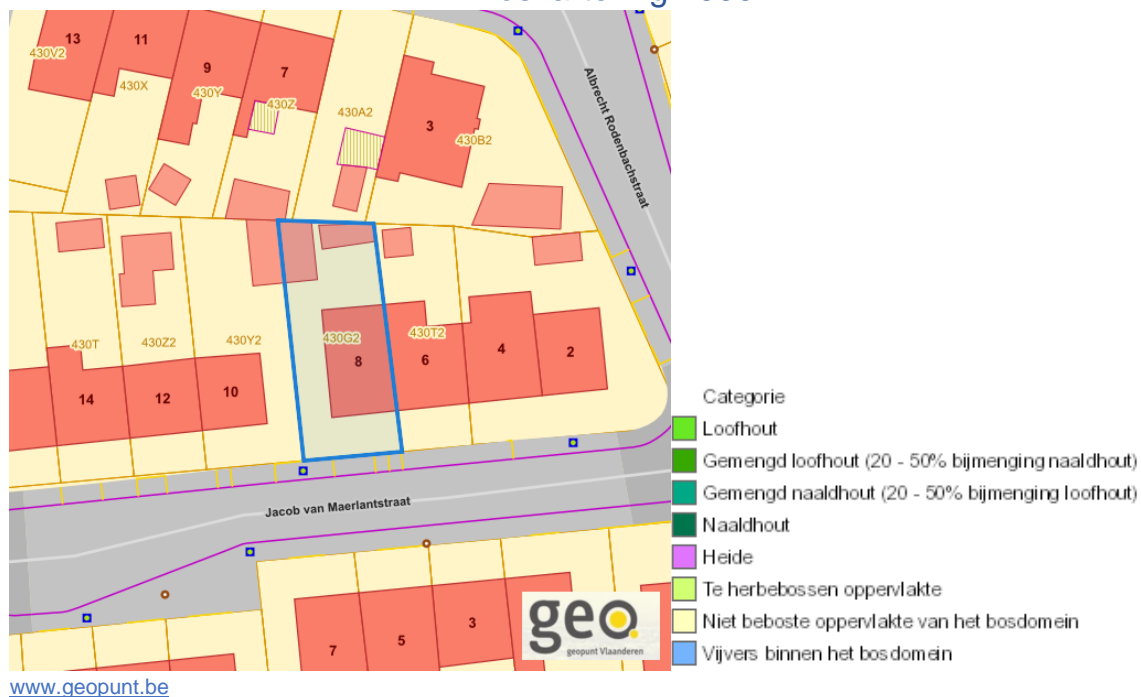 13
11
9
7
430V2
430X
430Y
430Z
430A2
3
430B2
Albrecht Rodenbachstraat
430T
430Z2
430Y2
430G2
430T2
14
12
10
8
6
4
2
Jacob van Maerlantstraat
7
5
3
geo
geopunt Vlaanderen
Categorie
Loofhout
Gemengd loofhout (20 - 50% bijmenging naaldhout)
Gemengd naaldhout (20 - 50% bijmenging loofhout)
Naaldhout
Heide
Te herbebossen oppervlakte
Niet beboste oppervlakte van het bosdomein
Vijvers binnen het bosdomein
www.geopunt.be